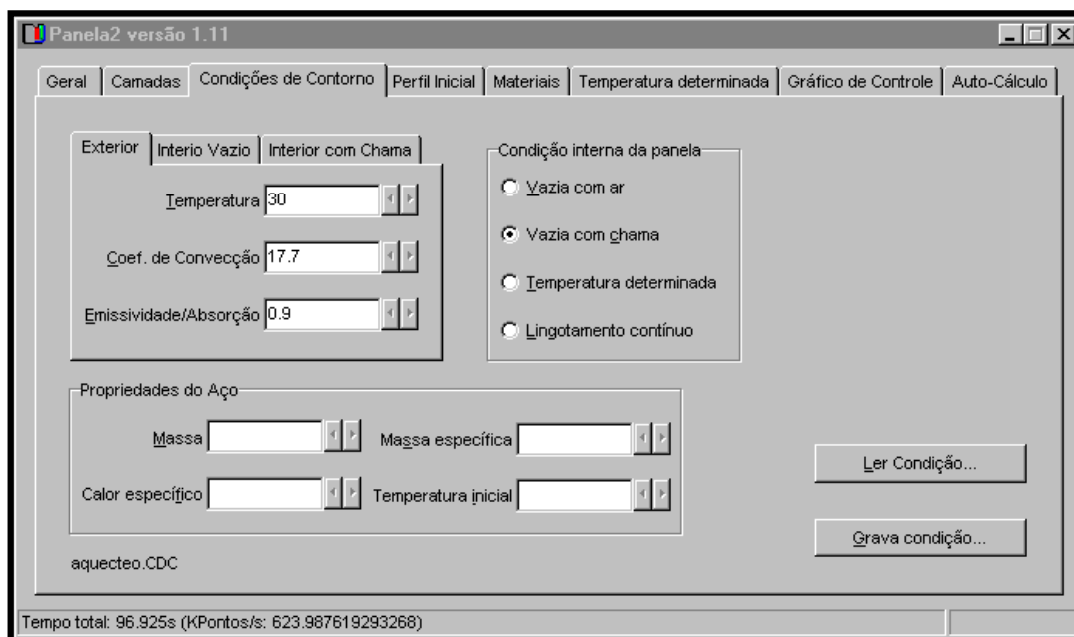 Panela2 versão 1.11
Geral Camadas Condições de Contorno Perfil Inicial Materiais Temperatura determinada Gráfico de Controle Auto-Cálculo
Exterior Interio Vazio Interior com Chama
Temperatura 30
Coef. de Convecção 17.7
Emissividade/Absorção 0.9
Condição interna da panela
Vazia com ar
Vazia com chama
Temperatura determinada
Lingotamento contínuo
Propriedades do Aço
Massa Massa específica
Calor específico Temperatura inicial
Ler Condição...
Grava condição...
aquecteo.CDC
Tempo total: 96.925s (KPontos/s: 623.987619293268)